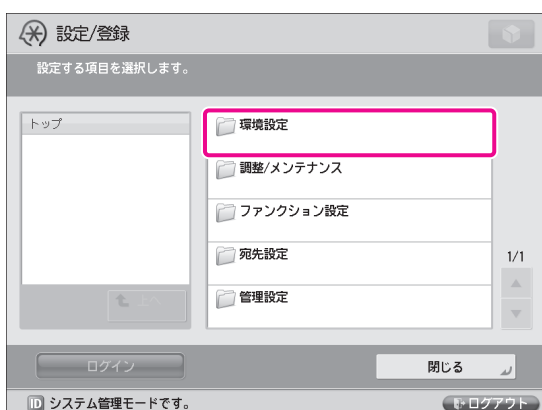 設定/登録
設定する項目を選択します。
トップ
環境設定
調整/メンテナンス
ファンクション設定
宛先設定
1/1
管理設定
上へ
ログイン
閉じる
ID システム管理モードです。
ログアウト